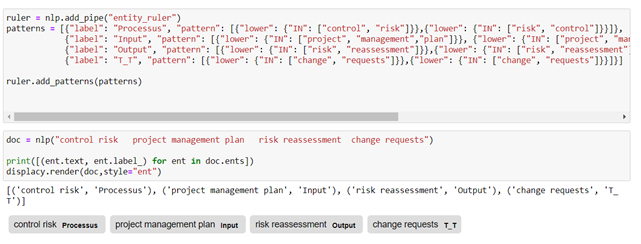 ruler = nlp.add_pipe("entity_ruler")
patterns = [{"label": "Processus", "pattern": [{"lower": {"IN": ["control", "risk"]}},{"lower": {"IN": ["risk", "control"]}}]},
{"label": "Input", "pattern": [{"lower": {"IN": ["project", "management","plan"]}}, {"lower": {"IN": ["project", "man
{"label": "Output", "pattern": [{"lower": {"IN": ["risk", "reassessment"]}},{"lower": {"IN": ["risk", "reassessment"
{"label": "T_T", "pattern": [{"lower": {"IN": ["change", "requests"]}},{"lower": {"IN": ["change", "requests"]}}]}]
ruler.add_patterns(patterns)
doc = nlp("control risk   project management plan   risk reassessment  change requests")
print([(ent.text, ent.label_) for ent in doc.ents])
displacy.render(doc,style="ent")
[('control risk', 'Processus'), ('project management plan', 'Input'), ('risk reassessment', 'Output'), ('change requests', 'T_
T')]
control risk Processus project management plan Input risk reassessment Output change requests T_T